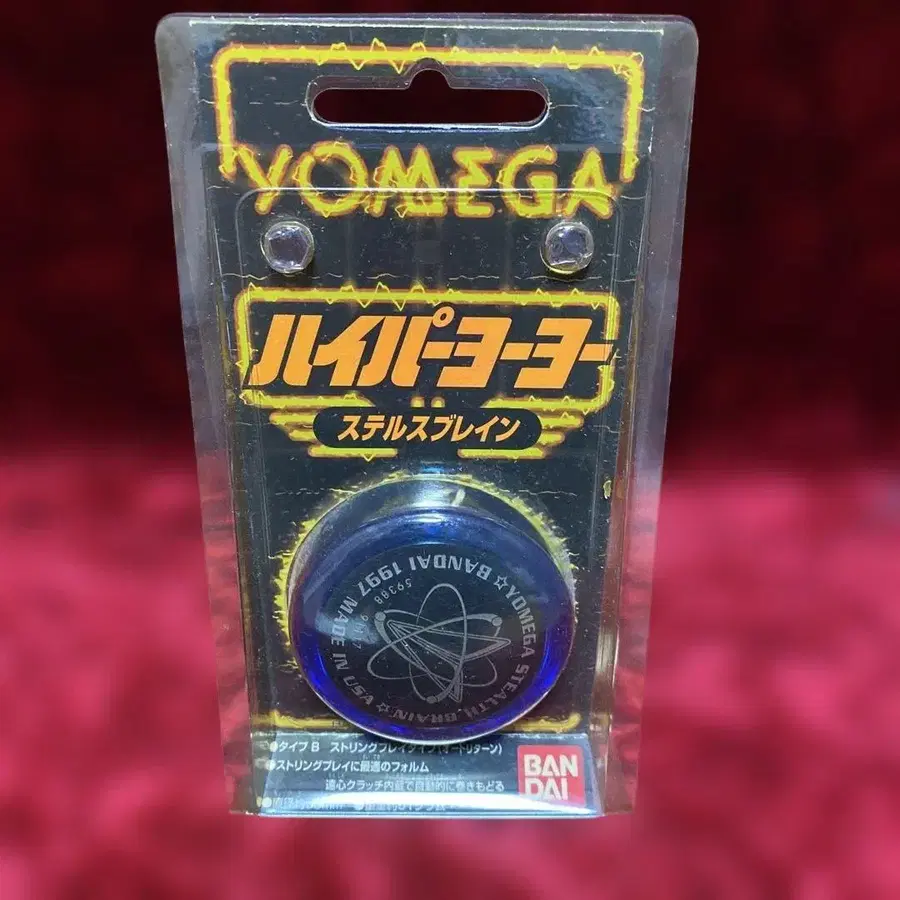 YOMEGA
ハイパーヨーヨー
ステルスブレイン
☆YOMEGA STEALTH BRAIN☆
BANDAI 1997 MADE IN USA
59388
●タイプB ストリングプレイタイプ(オートリターン)
●ストリングプレイに最適のフォルム
遠心クラッチ内蔵で自動的に巻きもどる
BAN
DAI